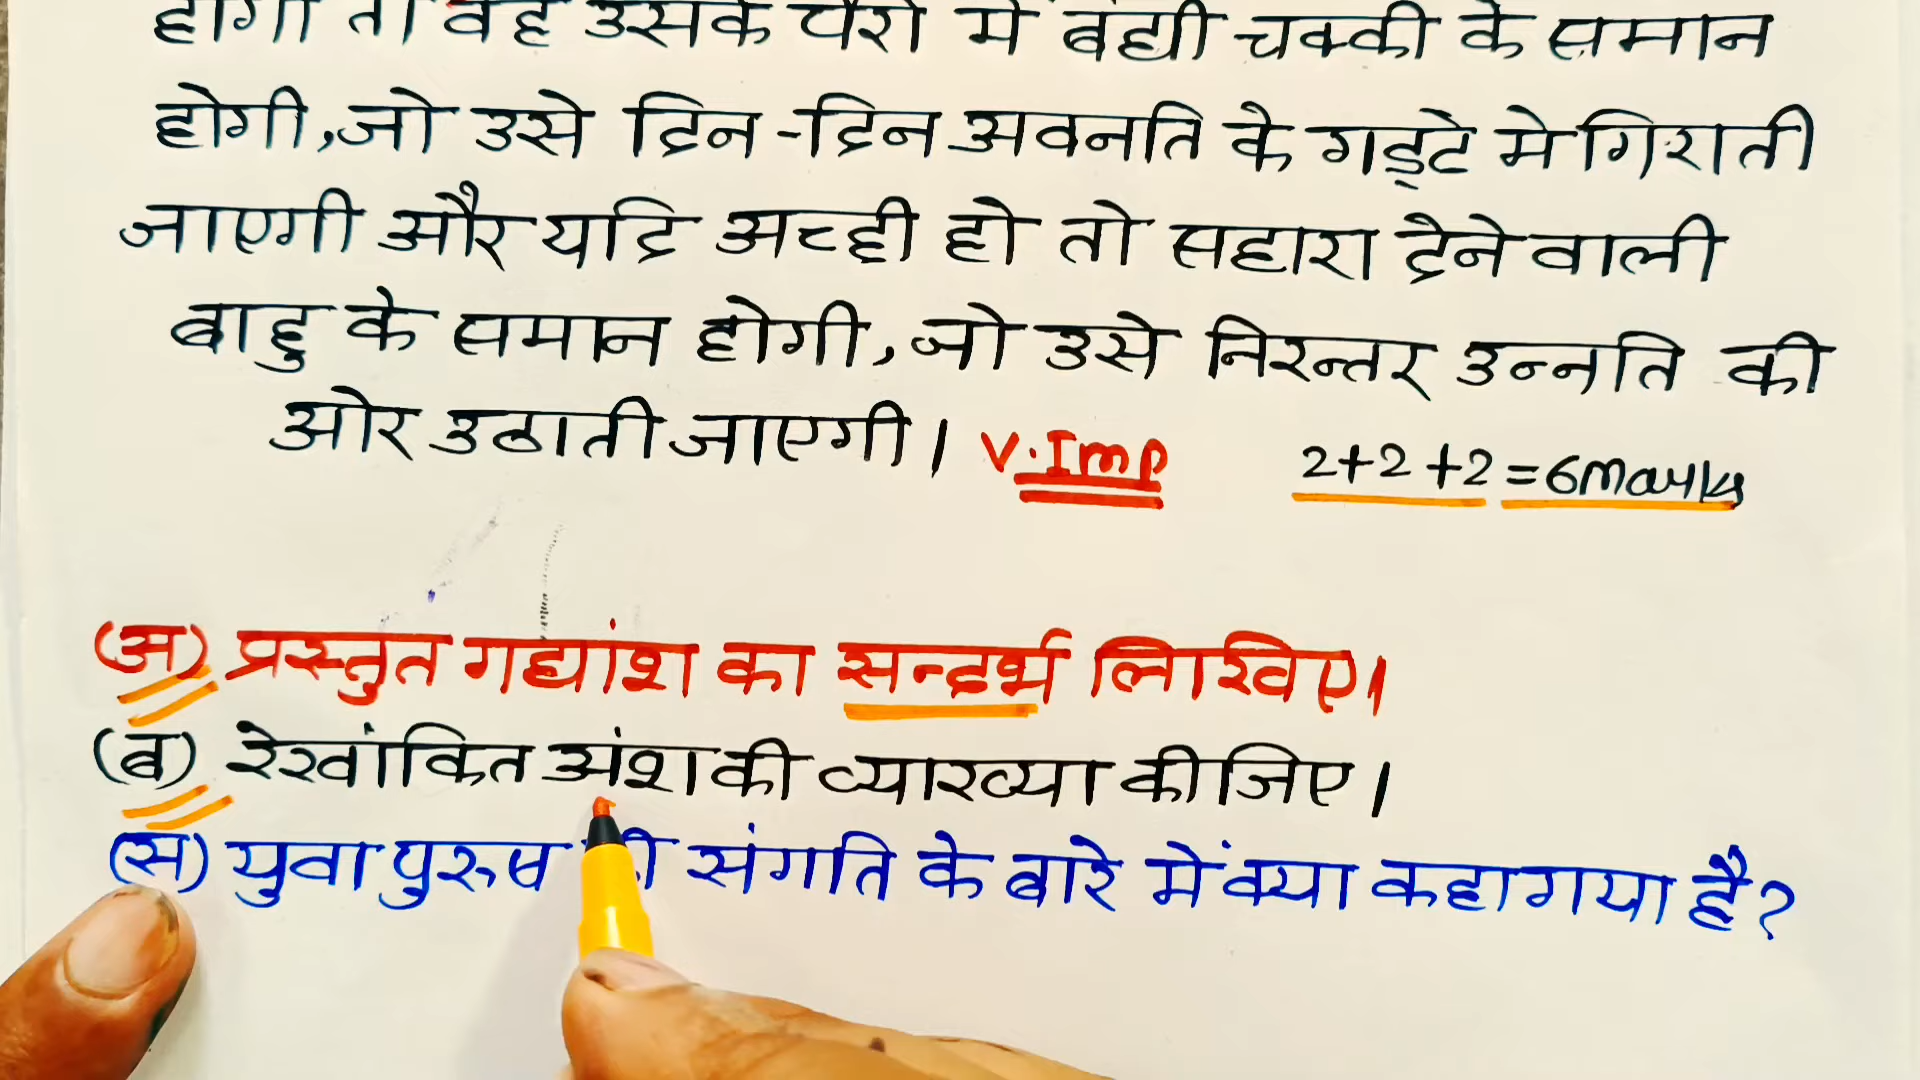 होगी तो वह उसके पैरों में बंधी चक्की के समान
होगी,जो उसे दिन-दिन अवनति के गड्ढे मे गिराती
जाएगी और यदि अच्छी हो तो सहारा देने वाली
बाहु के समान होगी,जो उसे निरन्तर उन्नति की
ओर उठाती जाएगी। V.Imp 2+2+2=6Marks
(अ) प्रस्तुत गद्यांश का सन्दर्भ लिखिए।
(ब) रेखांकित अंश की व्याख्या कीजिए।
(स) युवा पुरुष की संगति के बारे में क्या कहा गया है?